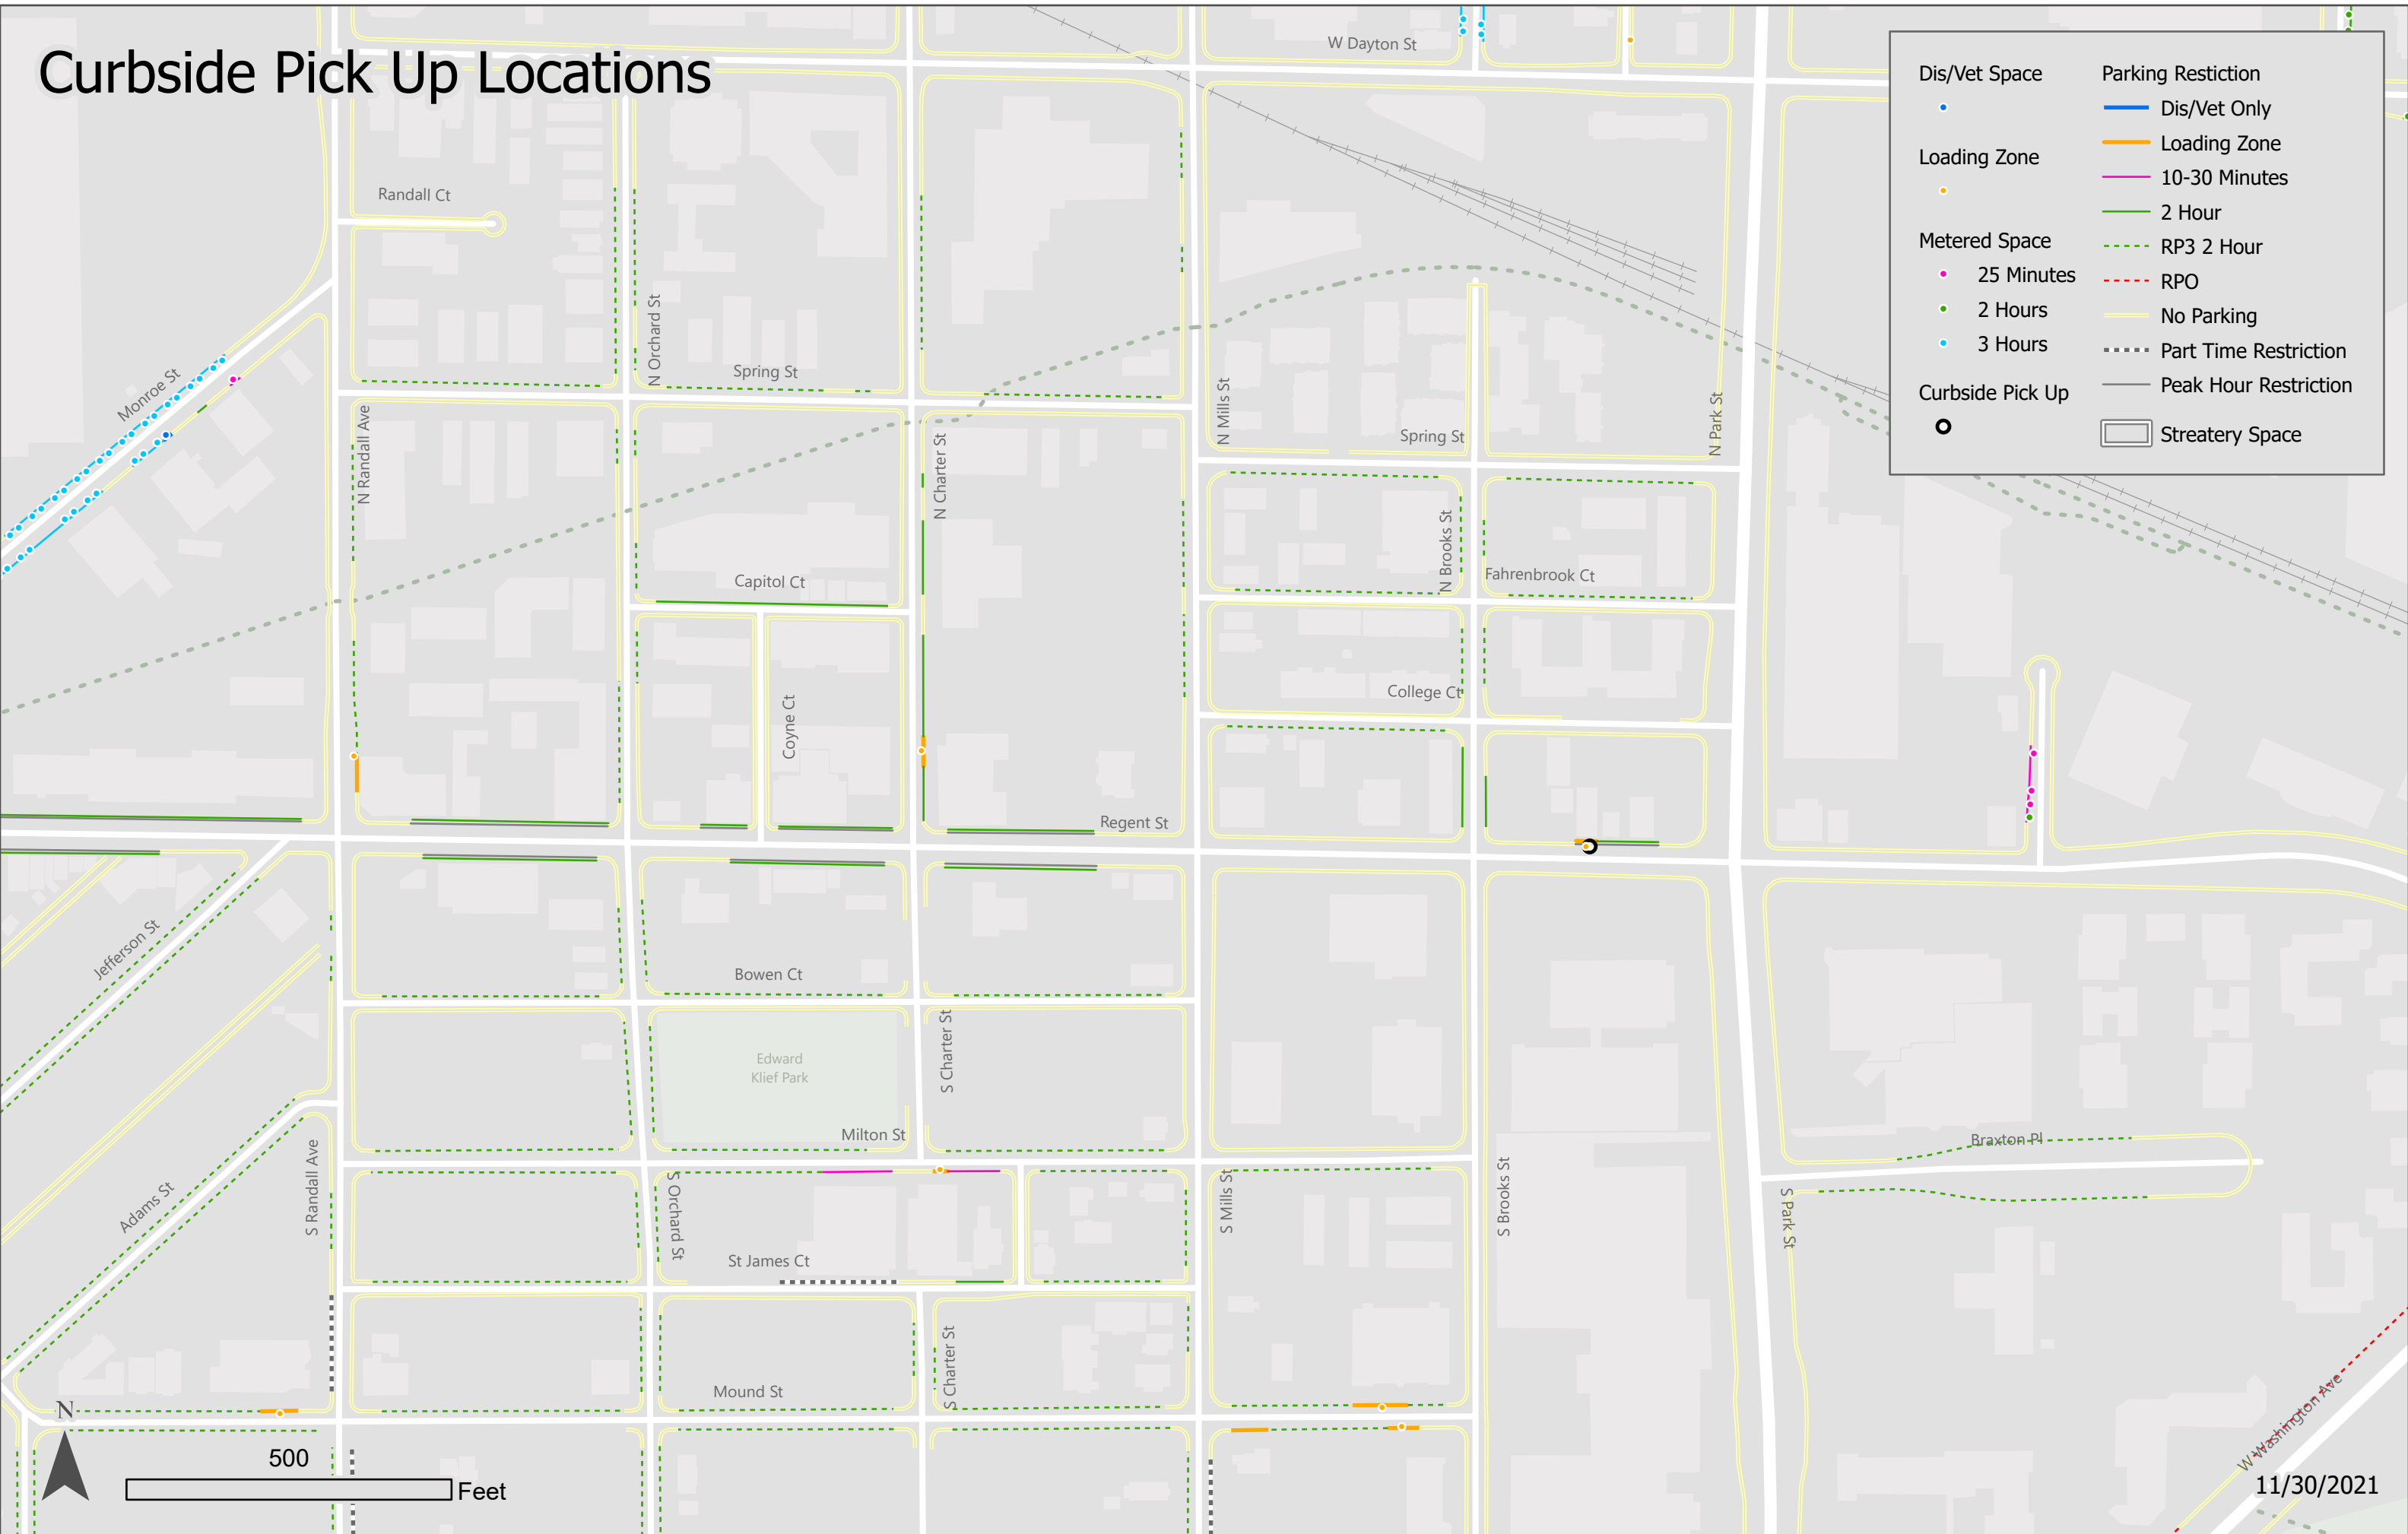 Curbside Pick Up Locations
W Dayton St
Dis/Vet Space
Loading Zone
Metered Space
25 Minutes
2 Hours
3 Hours
Curbside Pick Up
Parking Restiction
Dis/Vet Only
Loading Zone
10-30 Minutes
2 Hour
RP3 2 Hour
RPO
No Parking
Part Time Restriction
Peak Hour Restriction
Streatery Space
Randall Ct
N Orchard St
Spring St
Monroe St
N Randall Ave
N Charter St
N Mills St
Spring St
N Park St
N Brooks St
Capitol Ct
Fahrenbrook Ct
Coyne Ct
College Ct
Regent St
Jefferson St
Bowen Ct
Edward
Klief Park
S Charter St
Milton St
Braxton Pl
Adams St
S Randall Ave
S Orchard St
S Mills St
S Brooks St
S Park St
St James Ct
S Charter St
Mound St
W Washington Ave
N
500
Feet
11/30/2021